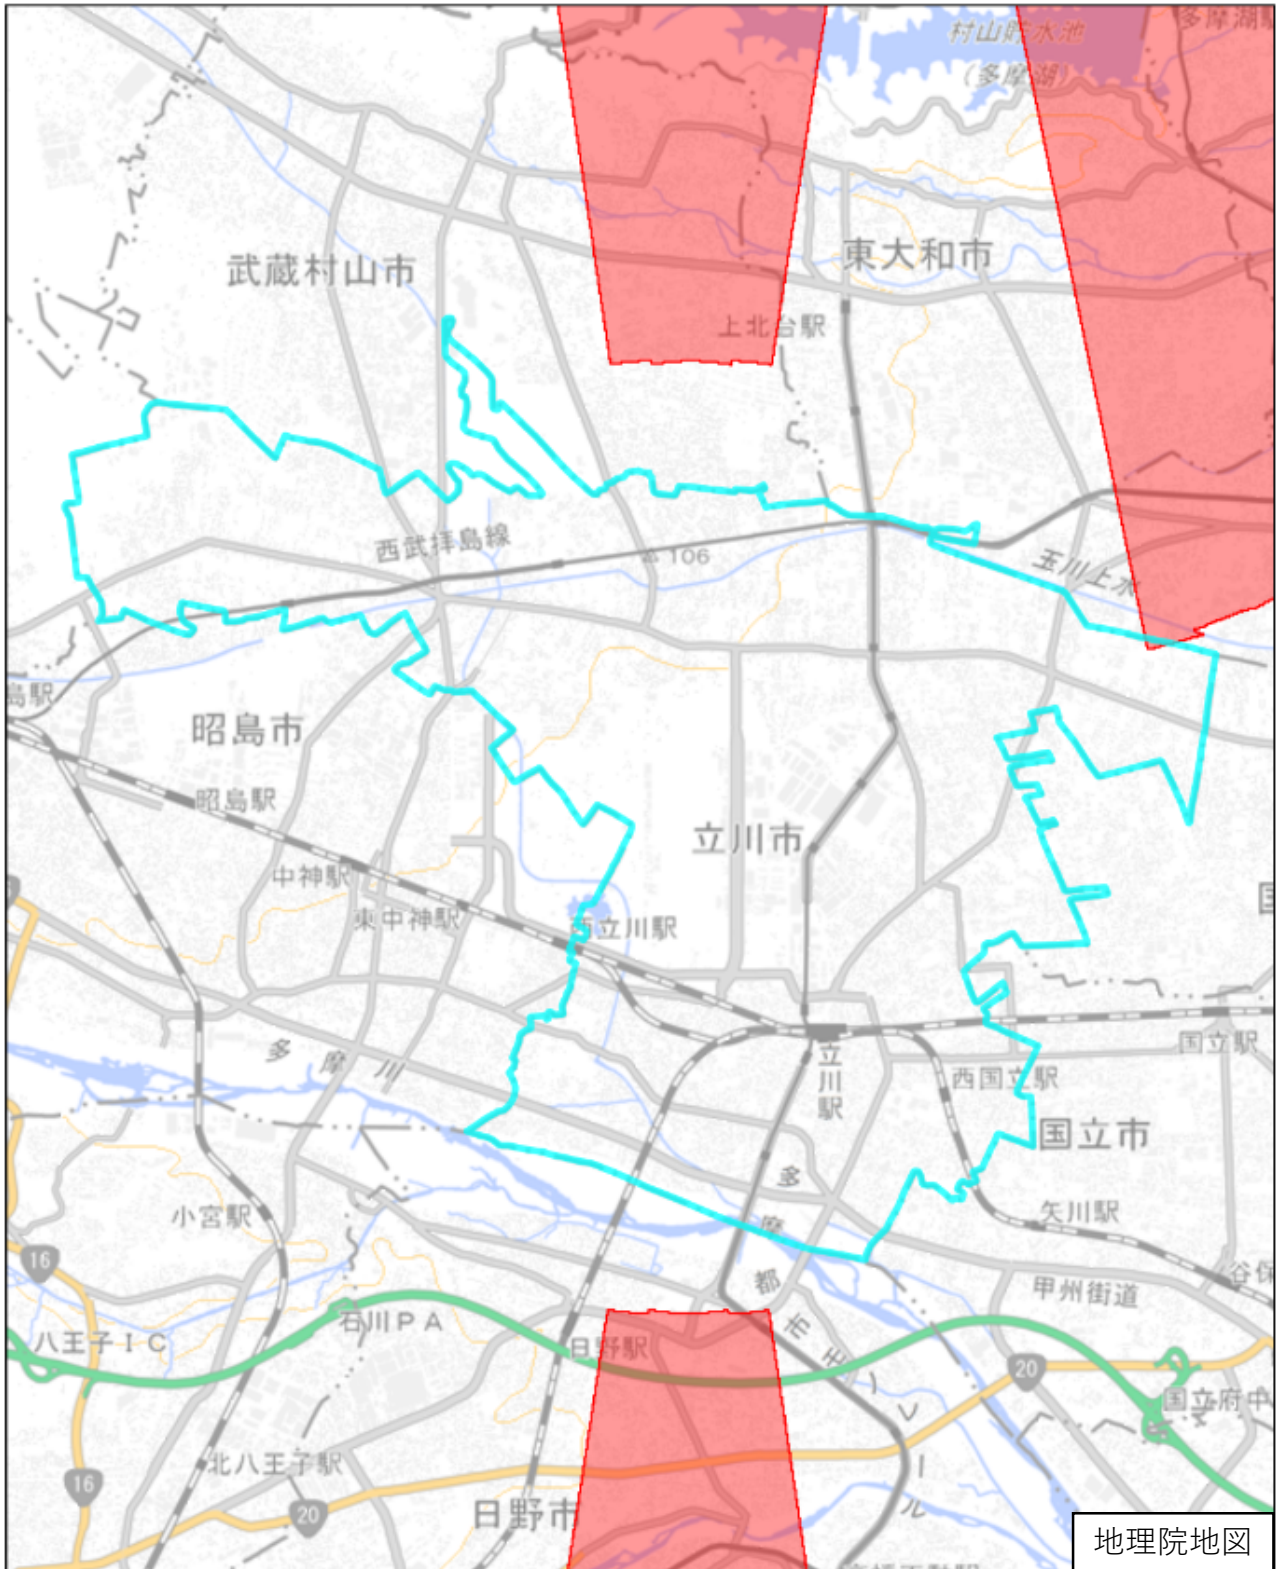 村山貯水池
(多摩湖)
多摩湖
東大和市
武蔵村山市
上北台駅
西武拝島線
106
玉川上水
島駅
昭島市
昭島駅
立川市
中神駅
東中神駅
西立川駅
国
国立駅
多摩川
立川駅
西国立駅
国立市
多摩
小宮駅
矢川駅
16
谷保
甲州街道
都市モノレール
石川PA
八王子IC
日野駅
20
国立府中
北八王子駅
16
20
日野市
地理院地図